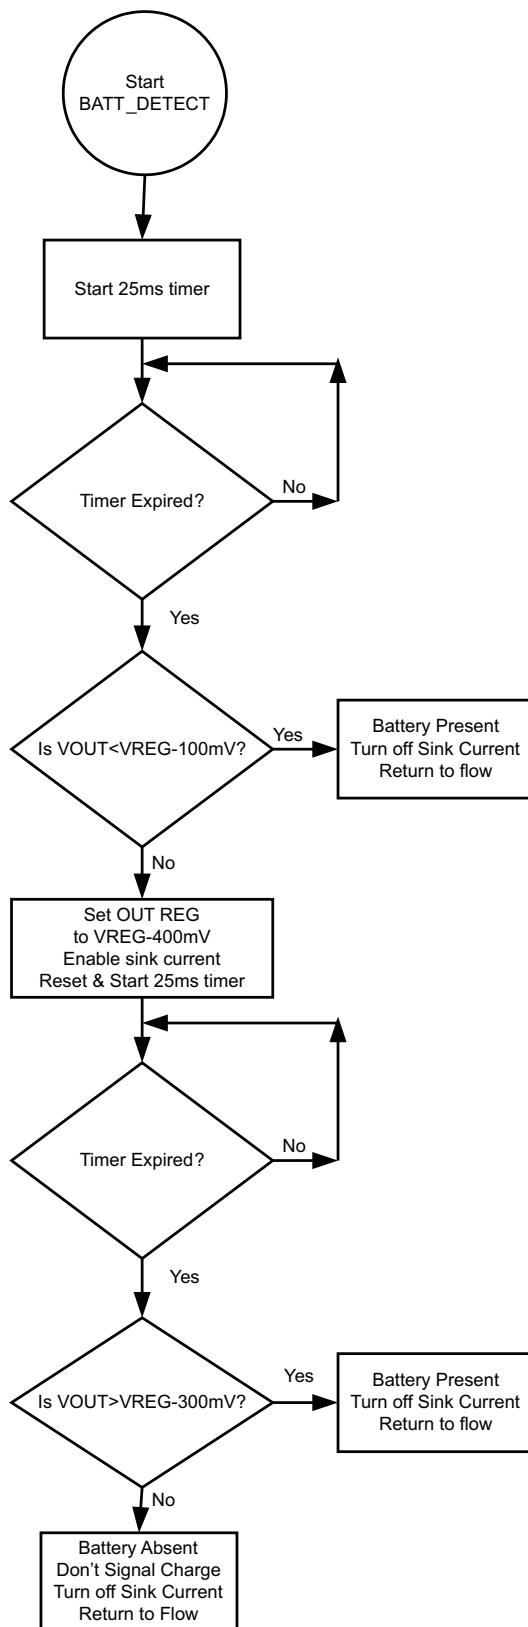 Start
BATT_DETECT
Start 25ms timer
Timer Expired?
No
Yes
Is VOUT<VREG-100mV?
Yes
Battery Present
Turn off Sink Current
Return to flow
No
Set OUT REG
to VREG-400mV
Enable sink current
Reset & Start 25ms timer
Timer Expired?
No
Yes
Is VOUT>VREG-300mV?
Yes
Battery Present
Turn off Sink Current
Return to flow
No
Battery Absent
Don’t Signal Charge
Turn off Sink Current
Return to Flow